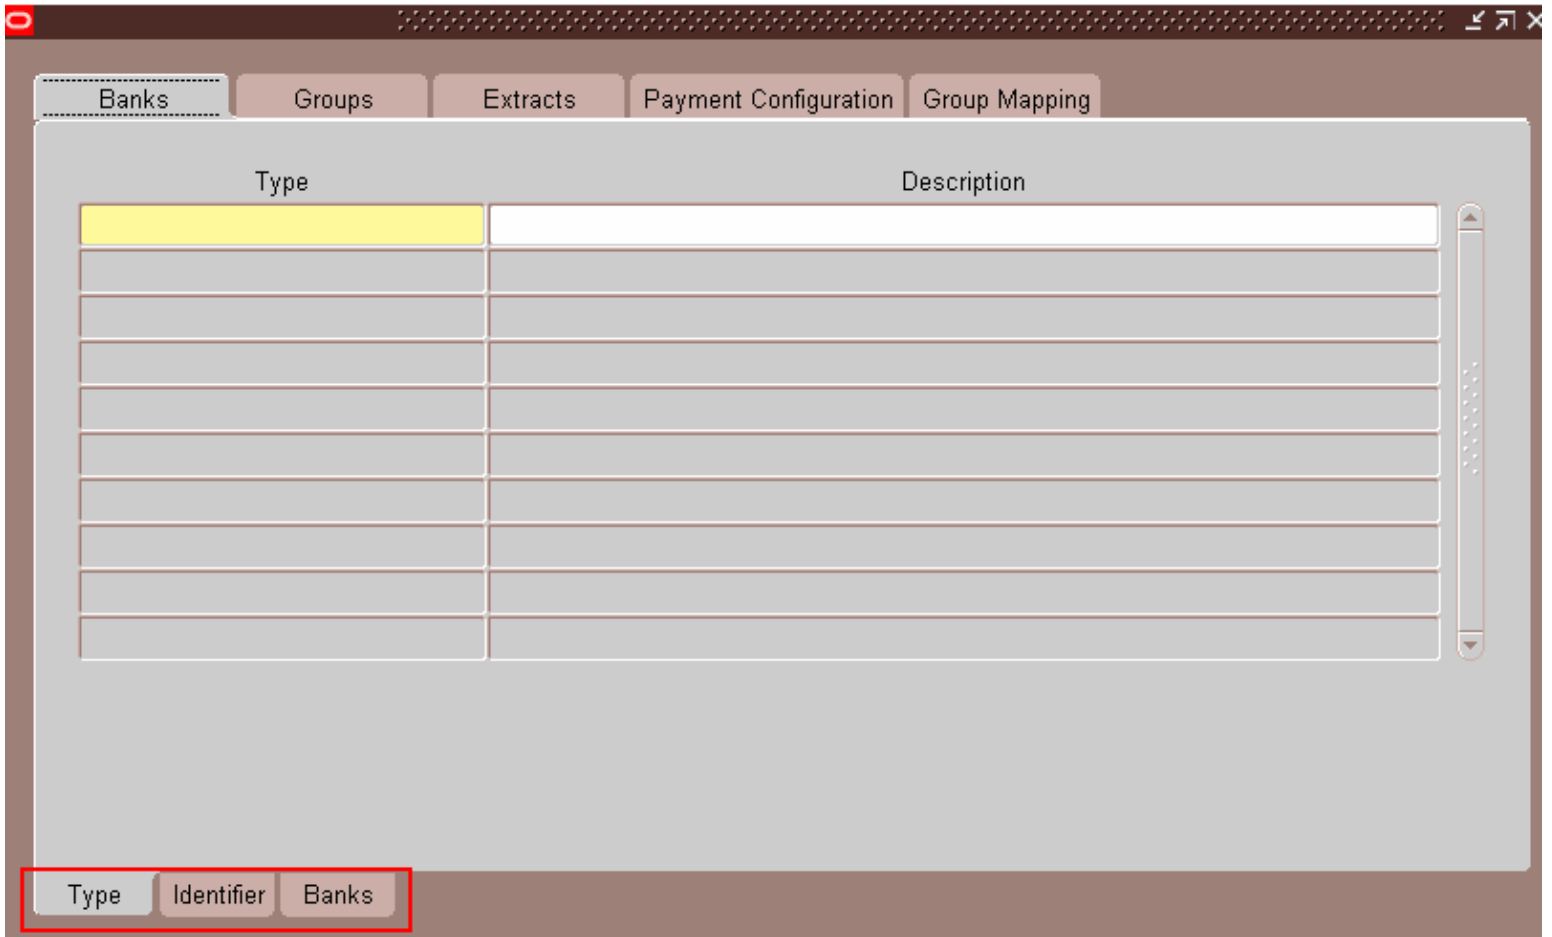 Banks Groups Extracts Payment Configuration Group Mapping
Type Description
Type Identifier Banks